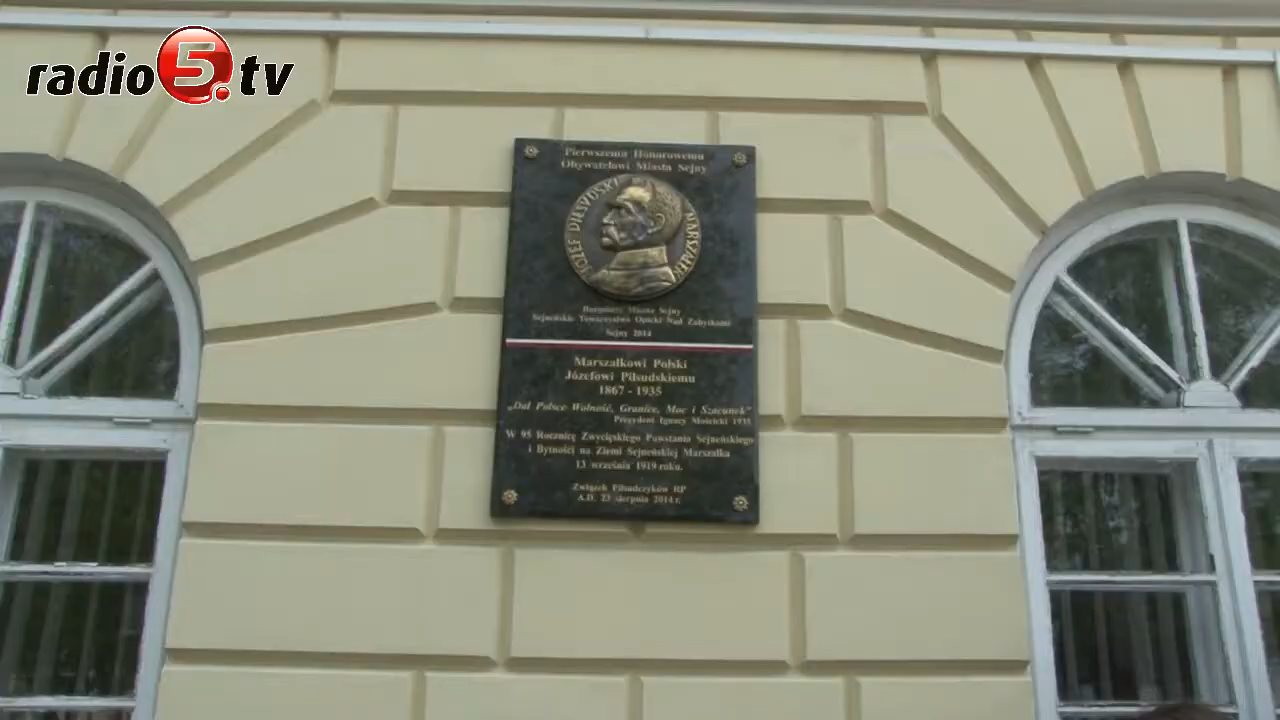 radio5.tv
Pierwszemu Honorowemu
Obywatelowi Miasta Sejny
JÓZEF PIŁSUDSKI MARSZAŁEK
Burmistrz Miasta Sejny
Sejneńskie Towarzystwo Opieki Nad Zabytkami
Sejny 2014
Marszałkowi Polski
Józefowi Piłsudskiemu
1867 - 1935
„Dał Polsce Wolność, Granice, Moc i Szacunek"
Prezydent Ignacy Mościcki 1935
W 95 Rocznicę Zwycięskiego Powstania Sejneńskiego
i Bytności na Ziemi Sejneńskiej Marszałka
13 września 1919 roku.
Związek Piłsudczyków RP
A.D. 23 sierpnia 2014 r.